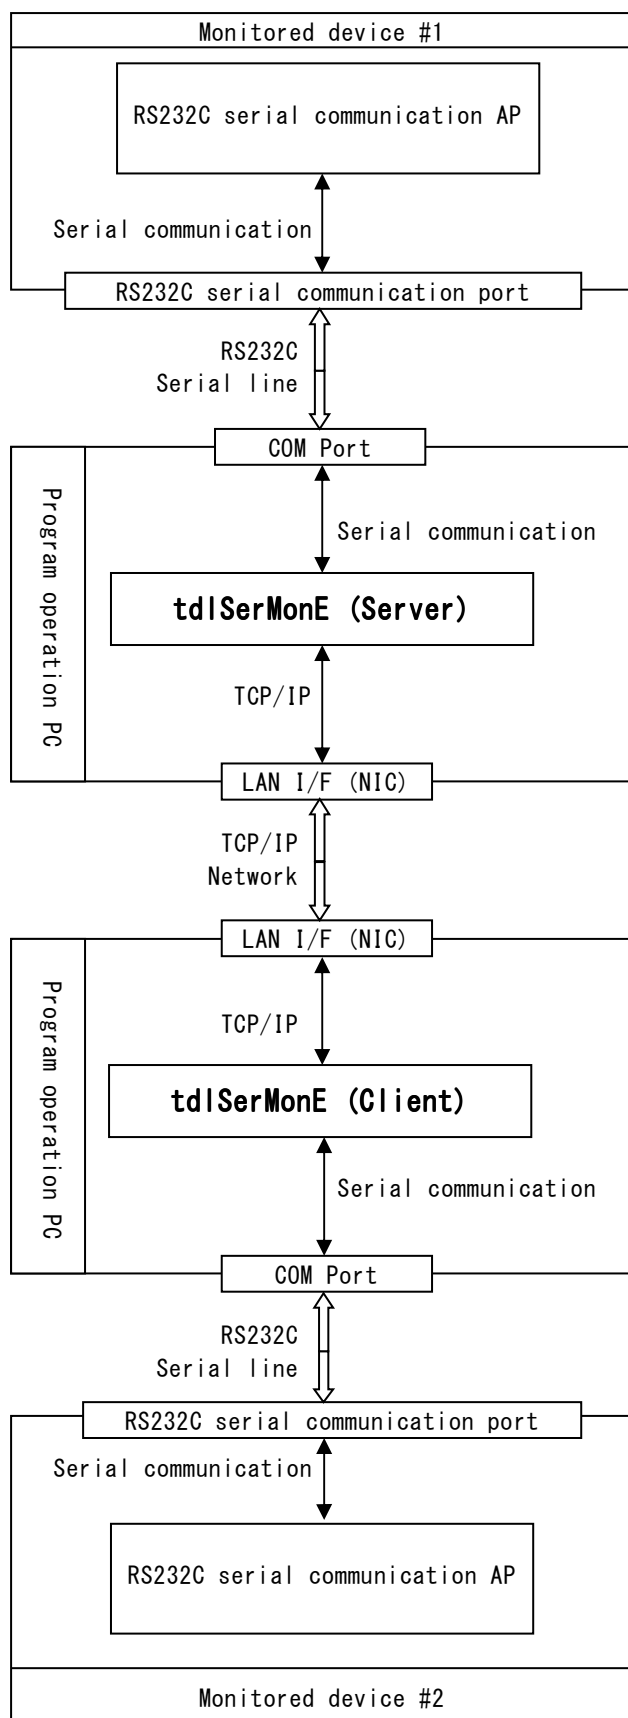 Monitored device #1
RS232C serial communication AP
Serial communication
RS232C serial communication port
RS232C
Serial line
COM Port
Program operation PC
Serial communication
tdlSerMonE (Server)
TCP/IP
LAN I/F (NIC)
TCP/IP
Network
LAN I/F (NIC)
Program operation PC
TCP/IP
tdlSerMonE (Client)
Serial communication
COM Port
RS232C
Serial line
RS232C serial communication port
Serial communication
RS232C serial communication AP
Monitored device #2